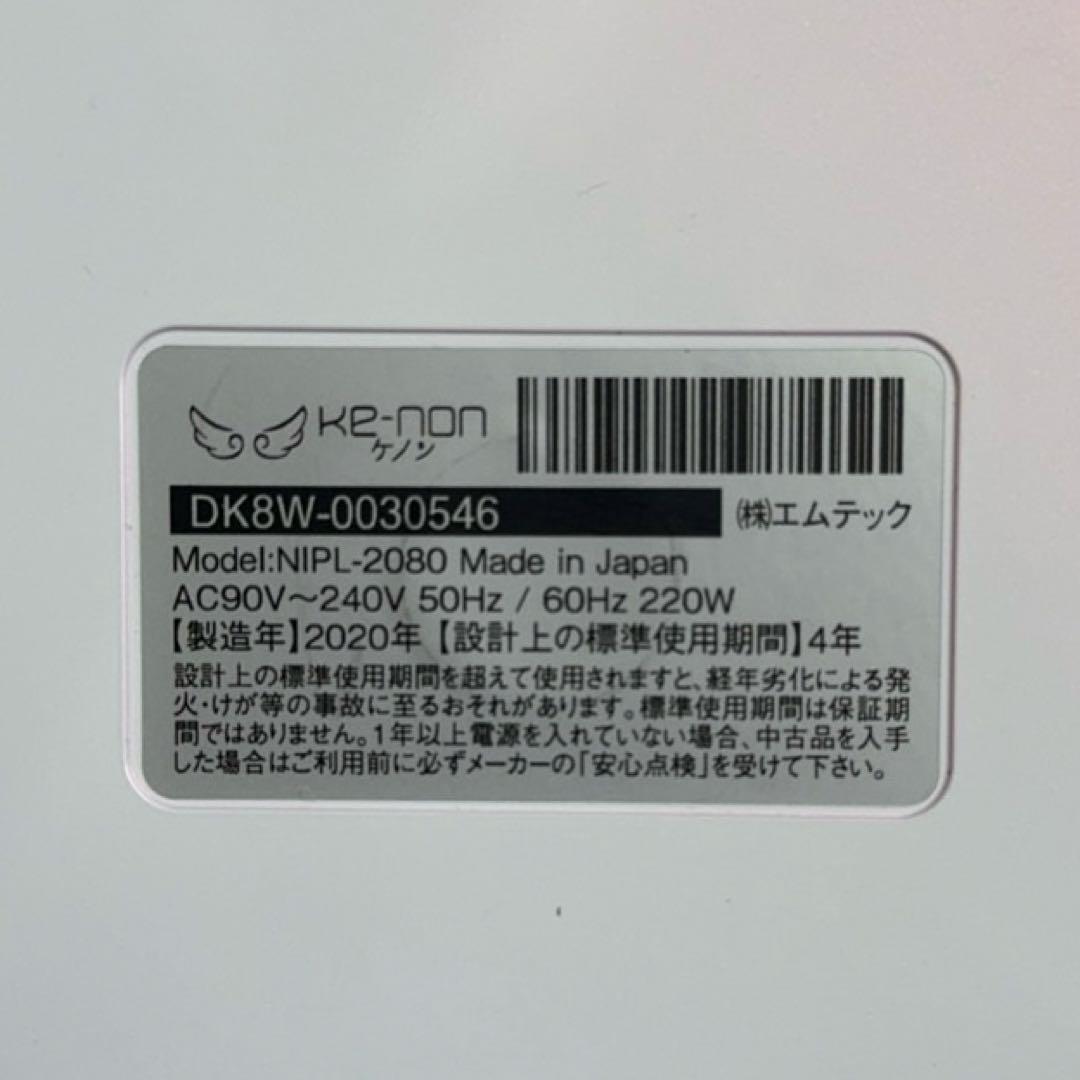 ke-non
ケノン
DK8W-0030546
㈱エムテック
Model:NIPL-2080 Made in Japan
AC90V～240V 50Hz / 60Hz 220W
【製造年】2020年【設計上の標準使用期間】4年
設計上の標準使用期間を超えて使用されますと、経年劣化による発
火・けが等の事故に至るおそれがあります。標準使用期間は保証期
間ではありません。1年以上電源を入れていない場合、中古品を入手
した場合はご利用前に必ずメーカーの「安心点検」を受けて下さい。